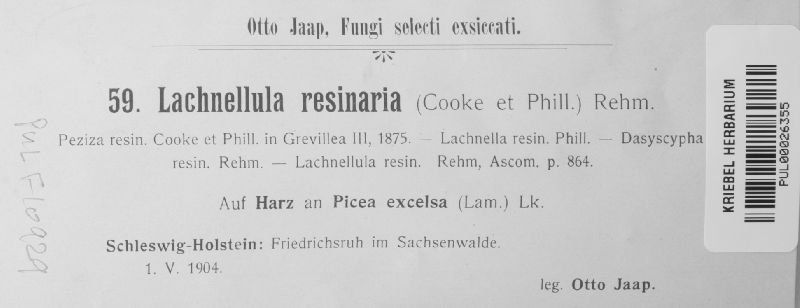 Otto Jaap, Fungi selecti exsiccati.
59. Lachnellula resinaria (Cooke et Phill.) Rehm.
Peziza resin. Cooke et Phill. in Grevillea III, 1875. — Lachnella resin. Phill. — Dasyscypha
resin. Rehm. — Lachnellula resin. Rehm, Ascom. p. 864.
Auf Harz an Picea excelsa (Lam.) Lk.
Schleswig-Holstein: Friedrichsruh im Sachsenwalde.
1. V. 1904.
leg. Otto Jaap.
PUL F10929
KRIEBEL HERBARIUM
PUL00026355